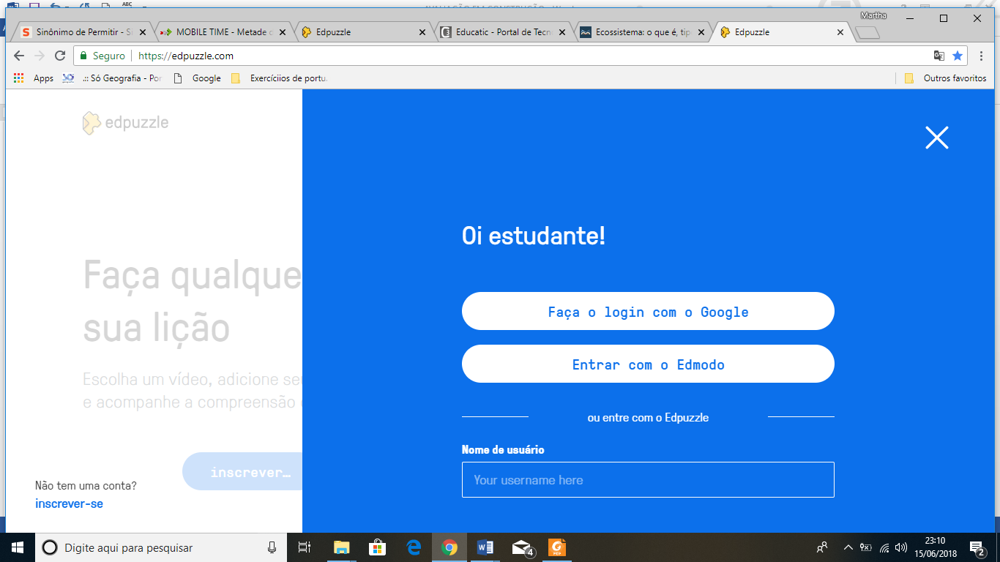 Martha
Sinônimo de Permitir - S
MOBILE TIME - Metade d
Edpuzzle
Educatic - Portal de Tecn
Ecossistema: o que é, tip
Edpuzzle
Seguro
https://edpuzzle.com
Apps
.:: Só Geografia - Por
Google
Exercíciios de portu
Outros favoritos
edpuzzle
Oi estudante!
Faça qualque
sua lição
Faça o login com o Google
Entrar com o Edmodo
Escolha um vídeo, adicione seu
e acompanhe a compreensão
ou entre com o Edpuzzle
Nome de usuário
Your username here
inscrever…
Não tem uma conta?
inscrever-se
Digite aqui para pesquisar
4
PDF
23:10
15/06/2018
2